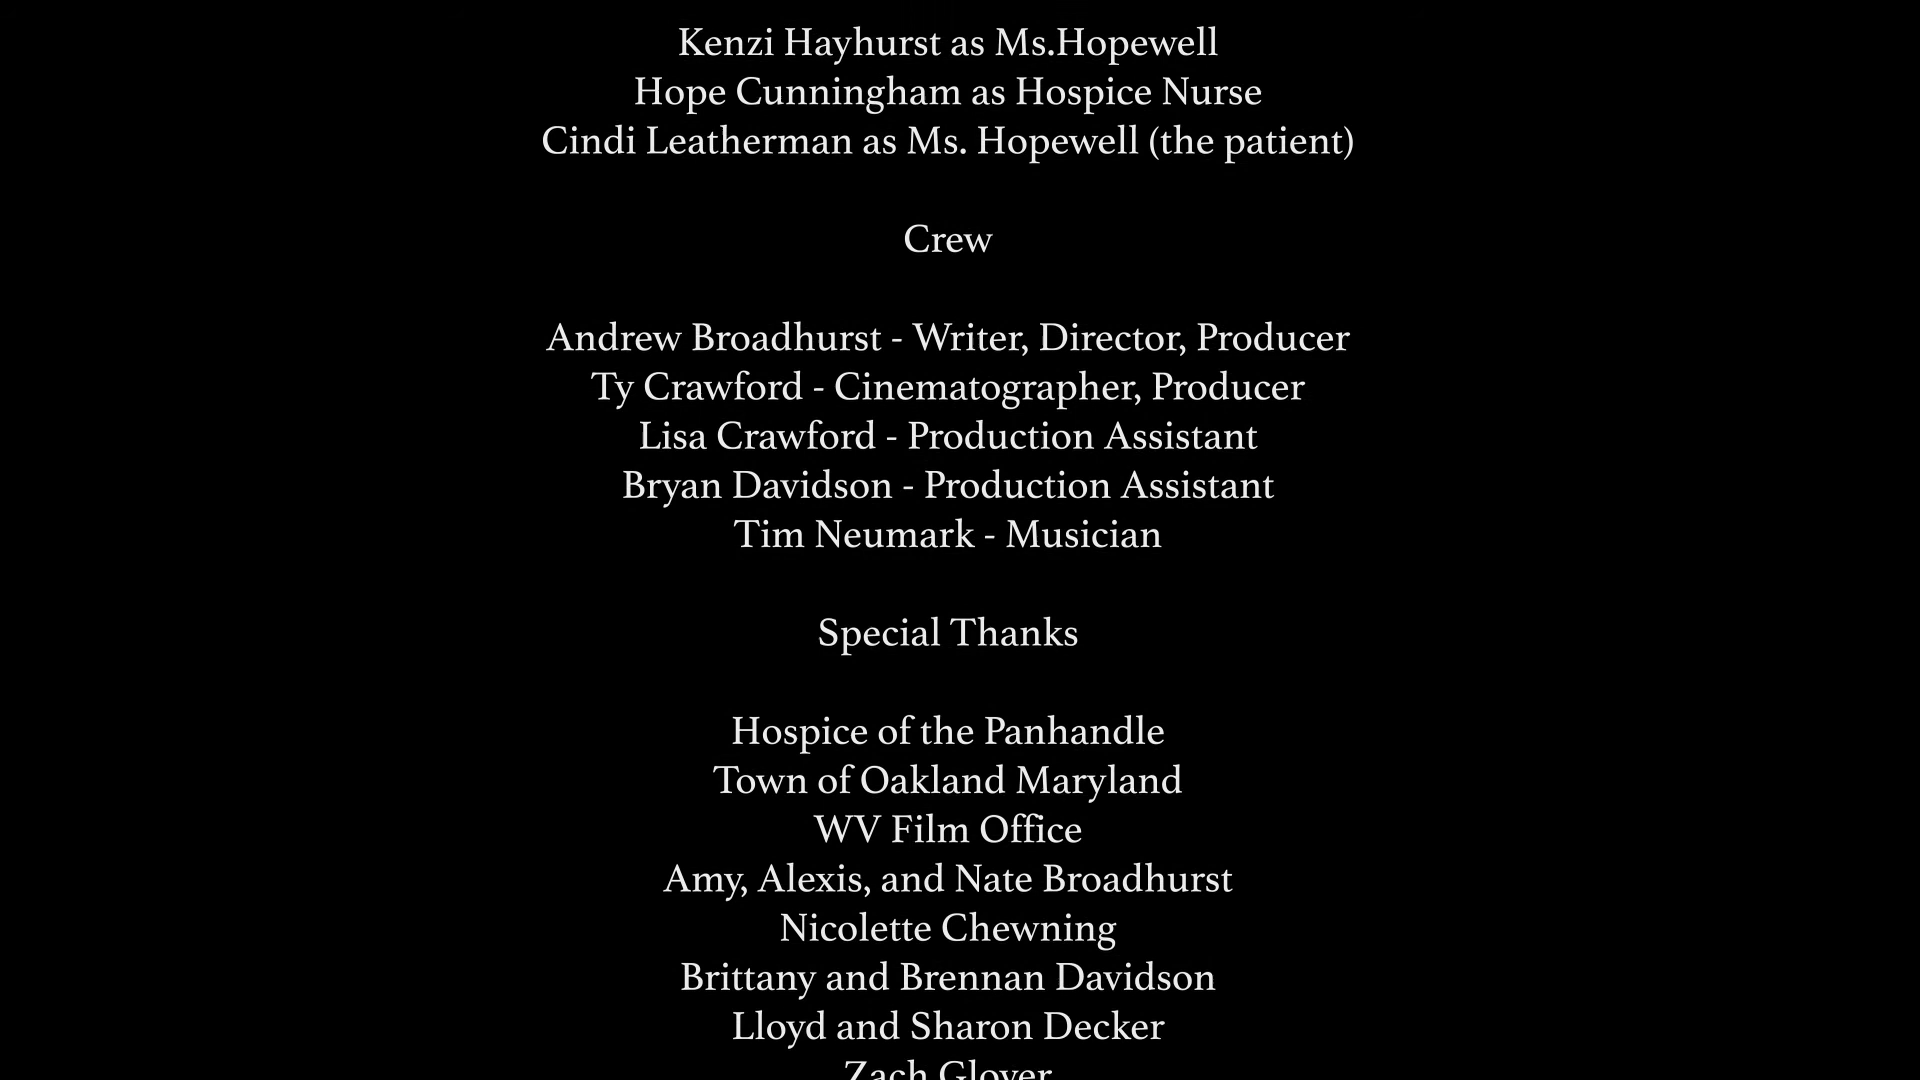 Kenzi Hayhurst as Ms.Hopewell
Hope Cunningham as Hospice Nurse
Cindi Leatherman as Ms. Hopewell (the patient)
Crew
Andrew Broadhurst - Writer, Director, Producer
Ty Crawford - Cinematographer, Producer
Lisa Crawford - Production Assistant
Bryan Davidson - Production Assistant
Tim Neumark - Musician
Special Thanks
Hospice of the Panhandle
Town of Oakland Maryland
WV Film Office
Amy, Alexis, and Nate Broadhurst
Nicolette Chewning
Brittany and Brennan Davidson
Lloyd and Sharon Decker
Zach Glover